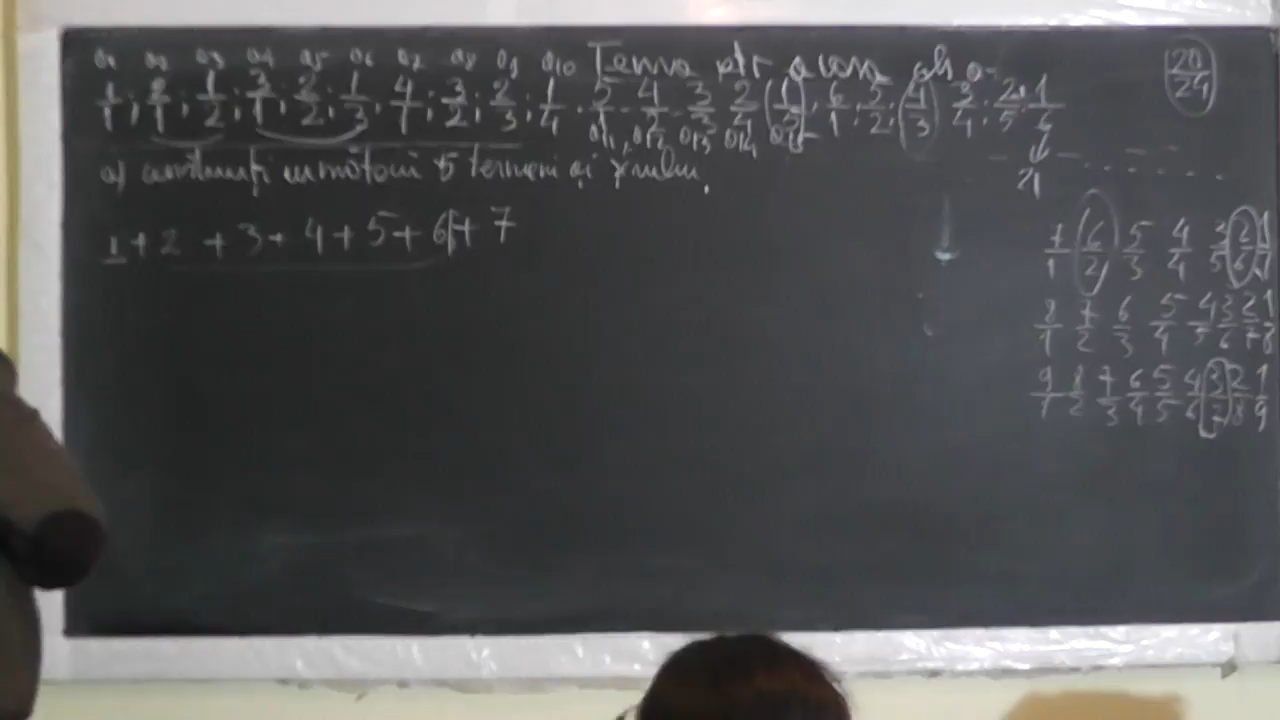 a1 a2 a3 a4 a5 a6 a7 a8 a9 a10 Tema ptr acasa
1/1; 2/1; 1/2; 3/1; 2/2; 1/3; 4/1; 3/2; 2/3; 1/4; 5/1 4/2 3/3 2/4 (1/5); 6/1; 5/2; (4/3) 3/4; 2/5; 1/6
a11, a12 a13 a14 a15
a) următorii 5 termeni ai
21
1 + 2 + 3 + 4 + 5 + 6 + 7
20/24
7/1 6/2 5/3 4/4 3/5 2/6 1/7
8/1 7/2 6/3 5/4 4/5 3/6 2/7 1/8
9/1 8/2 7/3 6/4 5/5 4/6 3/7 2/8 1/9